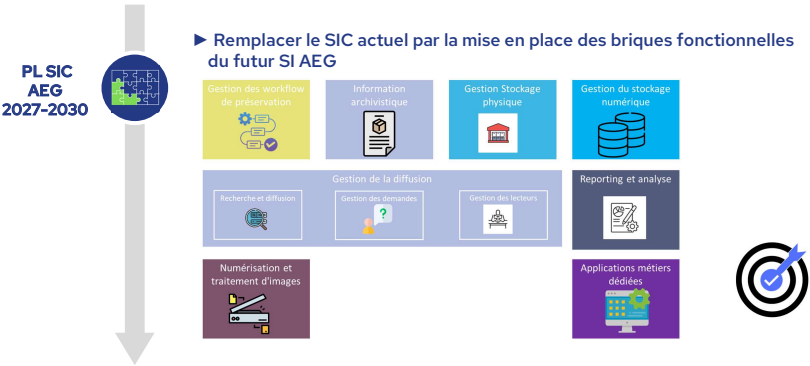 PL SIC
AEG
2027-2030
► Remplacer le SIC actuel par la mise en place des briques fonctionnelles
du futur SI AEG
Gestion des workflow
de préservation
Information
archivistique
Gestion Stockage
physique
Gestion du stockage
numérique
Gestion de la diffusion
Recherche et diffusion
Gestion des demandes
Gestion des lecteurs
Reporting et analyse
Numérisation et
traitement d'images
Applications métiers
dédiées